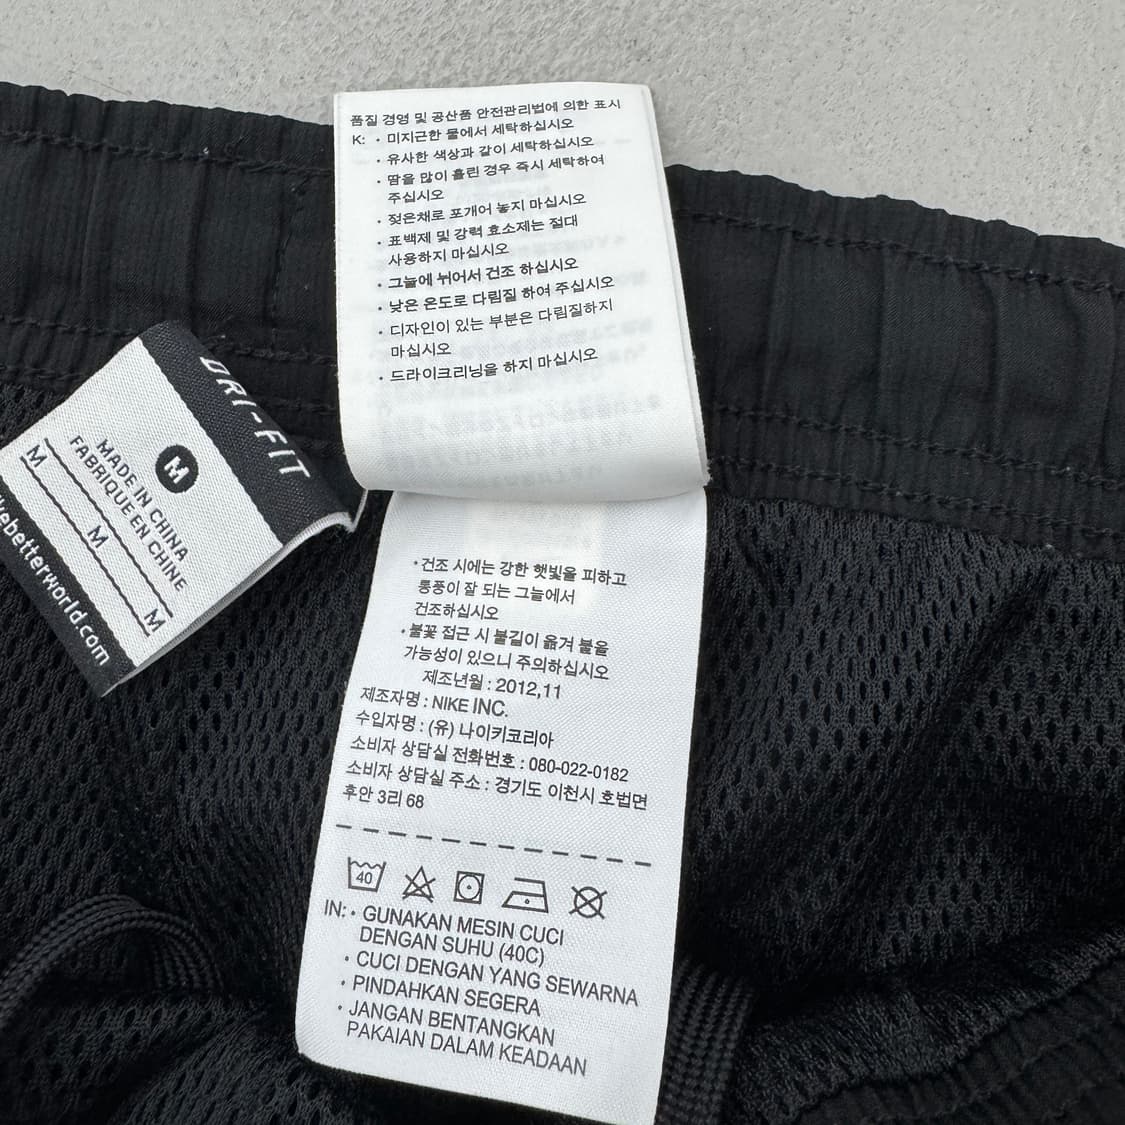 품질 경영 및 공산품 안전관리법에 의한 표시
K: • 미지근한 물에서 세탁하십시오
• 유사한 색상과 같이 세탁하십시오
• 땀을 많이 흘린 경우 즉시 세탁하여
주십시오
• 젖은채로 포개어 놓지 마십시오
• 표백제 및 강력 효소제는 절대
사용하지 마십시오
• 그늘에 뉘어서 건조 하십시오
• 낮은 온도로 다림질 하여 주십시오
• 디자인이 있는 부분은 다림질하지
마십시오
• 드라이크리닝을 하지 마십시오
DRI-FIT
M
MADE IN CHINA
FABRIQUE EN CHINE
M M M
kebetterworld.com
• 건조 시에는 강한 햇빛을 피하고
통풍이 잘 되는 그늘에서
건조하십시오
• 불꽃 접근 시 불길이 옮겨 붙을
가능성이 있으니 주의하십시오
제조년월 : 2012,11
제조자명 : NIKE INC.
수입자명 : (유) 나이키코리아
소비자 상담실 전화번호 : 080-022-0182
소비자 상담실 주소 : 경기도 이천시 호법면
후안 3리 68
40
IN: • GUNAKAN MESIN CUCI
DENGAN SUHU (40C)
• CUCI DENGAN YANG SEWARNA
• PINDAHKAN SEGERA
• JANGAN BENTANGKAN
PAKAIAN DALAM KEADAAN